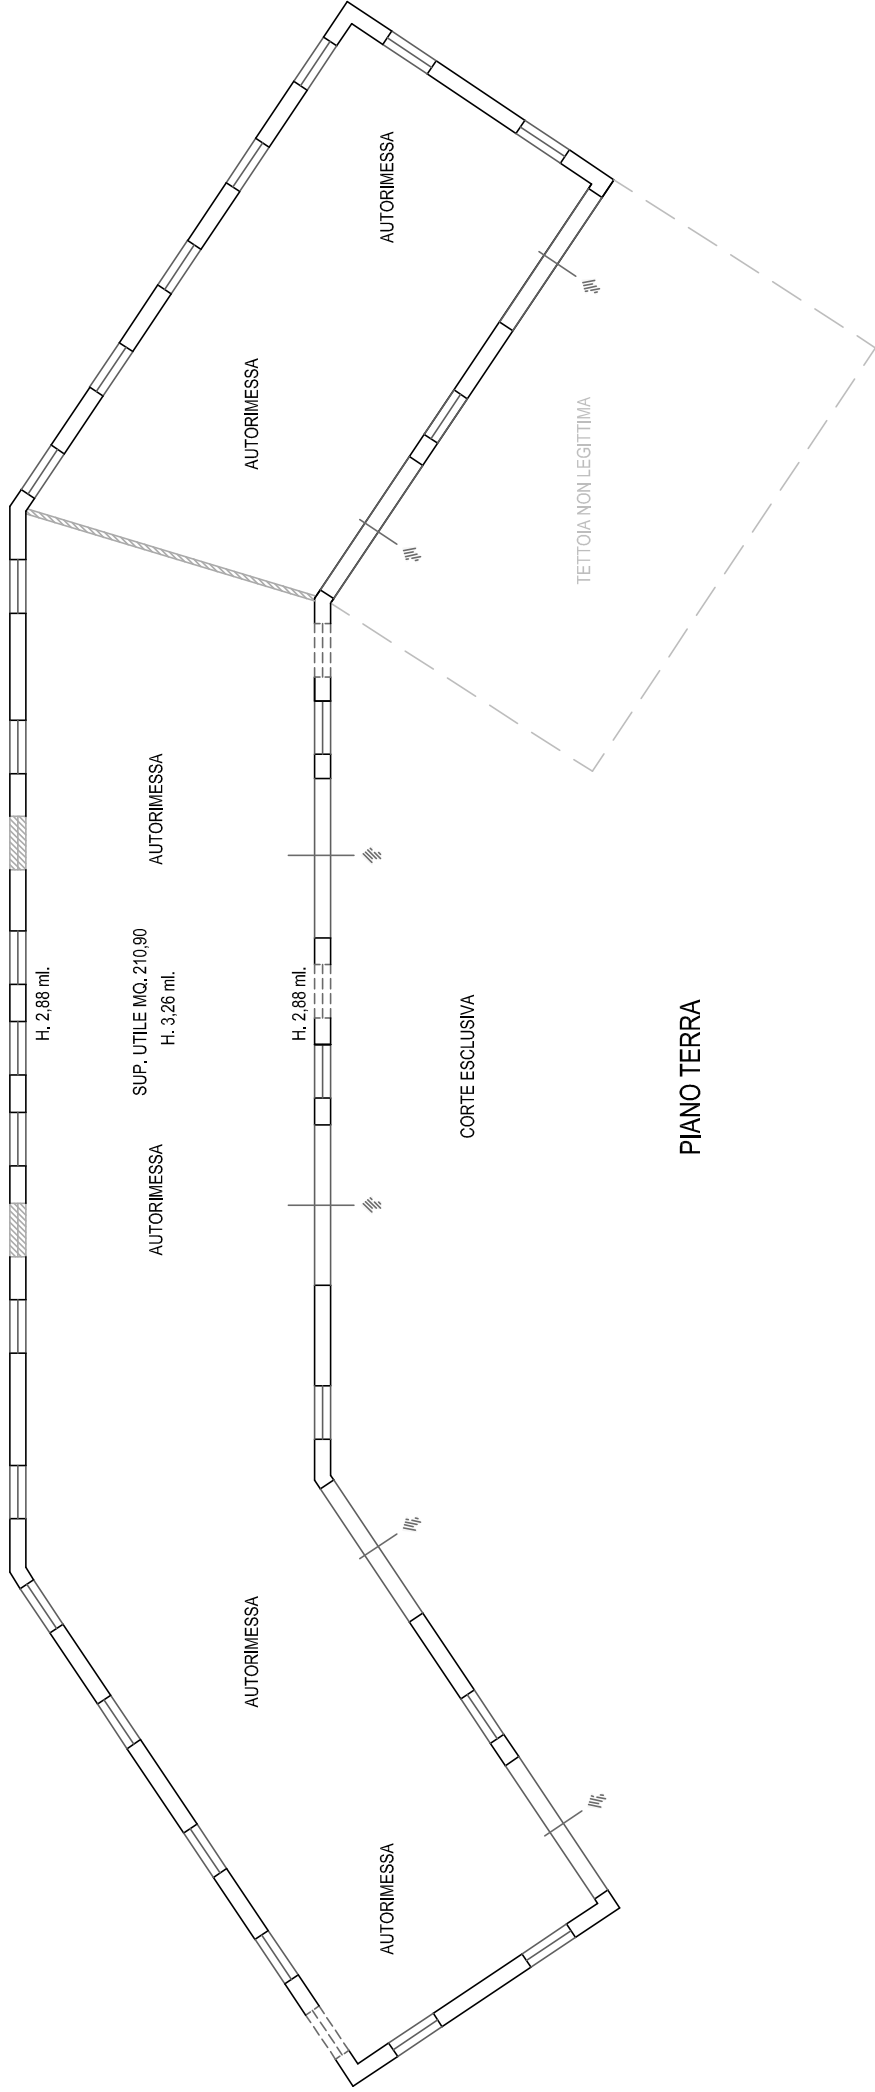 AUTORIMESSA
AUTORIMESSA
TETTOIA NON LEGITTIMA
AUTORIMESSA
H. 2,88 ml.
SUP. UTILE MQ. 210,90
H. 3,26 ml.
H. 2,88 ml.
CORTE ESCLUSIVA
PIANO TERRA
AUTORIMESSA
AUTORIMESSA
AUTORIMESSA